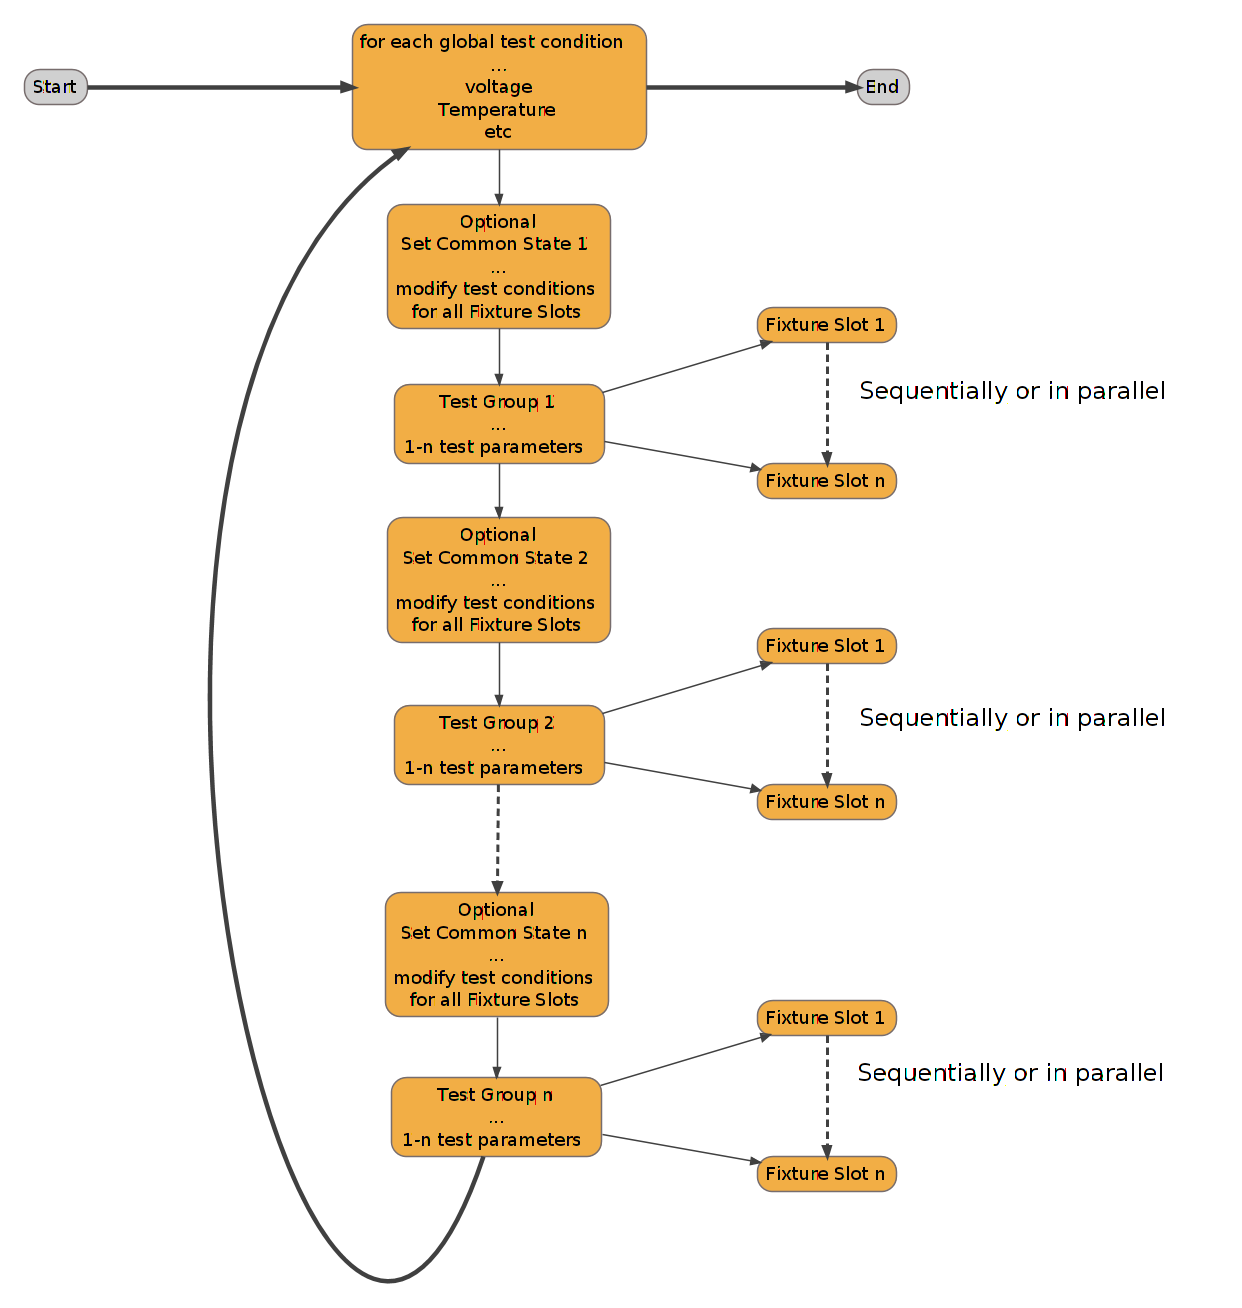 Start
for each global test condition
...
voltage
Temperature
etc
End
Optional
Set Common State 1
...
modify test conditions
for all Fixture Slots
Test Group 1
...
1-n test parameters
Fixture Slot 1
Sequentially or in parallel
Fixture Slot n
Optional
Set Common State 2
...
modify test conditions
for all Fixture Slots
Test Group 2
...
1-n test parameters
Fixture Slot 1
Sequentially or in parallel
Fixture Slot n
Optional
Set Common State n
...
modify test conditions
for all Fixture Slots
Test Group n
...
1-n test parameters
Fixture Slot 1
Sequentially or in parallel
Fixture Slot n